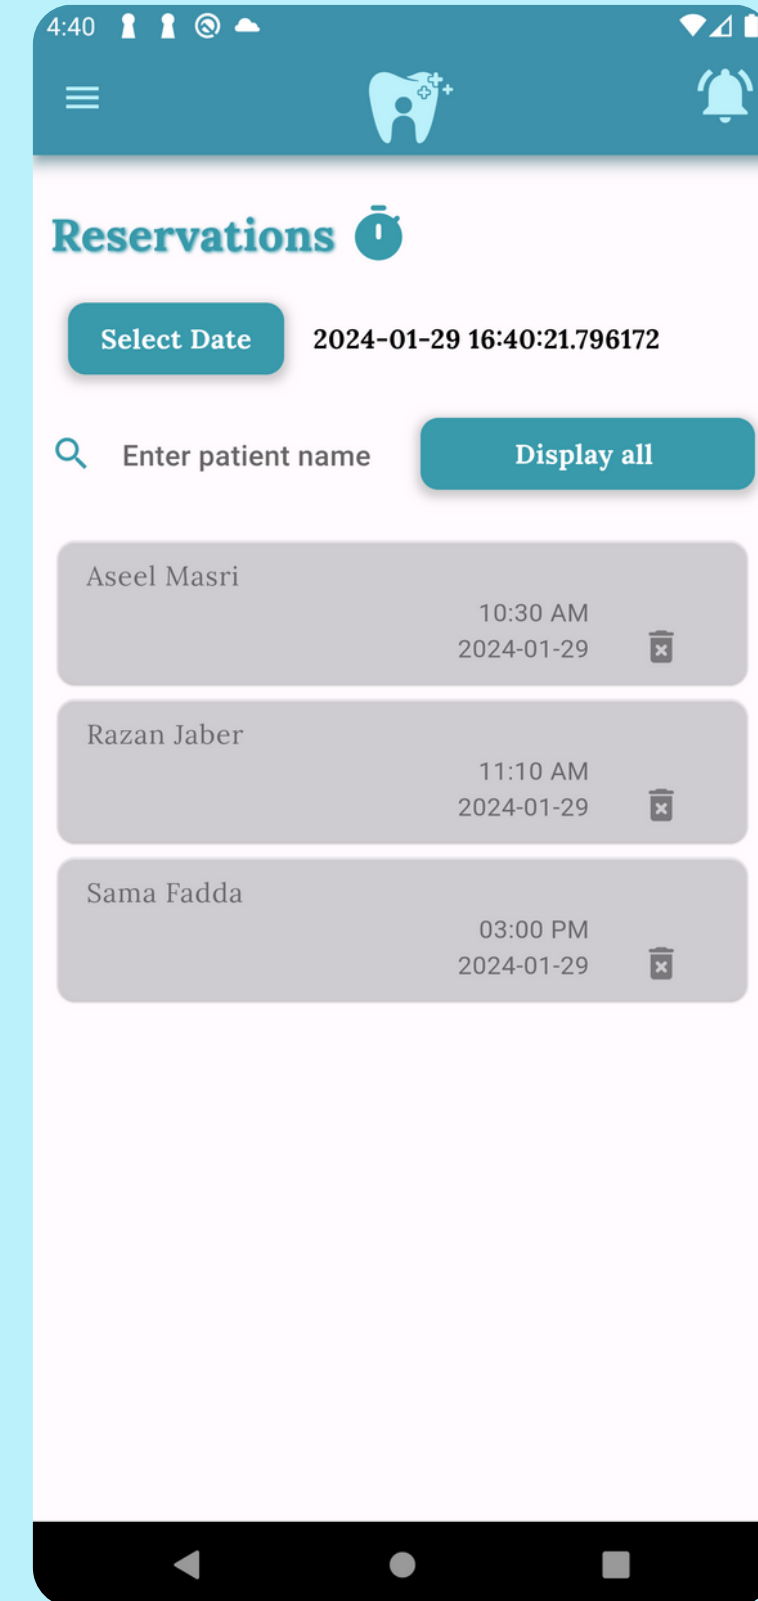 4:40
Reservations
Select Date
2024-01-29 16:40:21.796172
Enter patient name
Display all
Aseel Masri
10:30 AM
2024-01-29
Razan Jaber
11:10 AM
2024-01-29
Sama Fadda
03:00 PM
2024-01-29